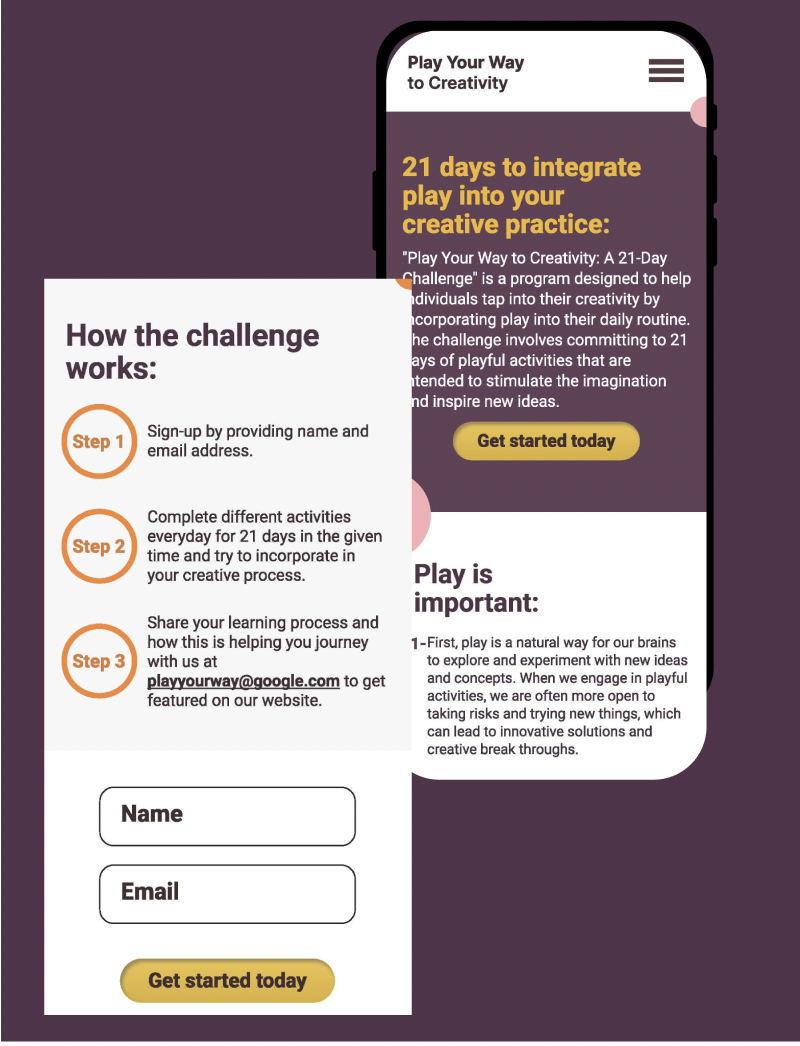 Play Your Way
to Creativity
21 days to integrate
play into your
creative practice:
"Play Your Way to Creativity: A 21-Day
Challenge" is a program designed to help
ndividuals tap into their creativity by
ncorporating play into their daily routine.
he challenge involves committing to 21
ays of playful activities that are
ntended to stimulate the imagination
nd inspire new ideas.
Get started today
Play is
important:
1-First, play is a natural way for our brains
to explore and experiment with new ideas
and concepts. When we engage in playful
activities, we are often more open to
taking risks and trying new things, which
can lead to innovative solutions and
creative break throughs.
How the challenge
works:
Step 1
Sign-up by providing name and
email address.
Step 2
Complete different activities
everyday for 21 days in the given
time and try to incorporate in
your creative process.
Step 3
Share your learning process and
how this is helping you journey
with us at
playyourway@google.com to get
featured on our website.
Name
Email
Get started today